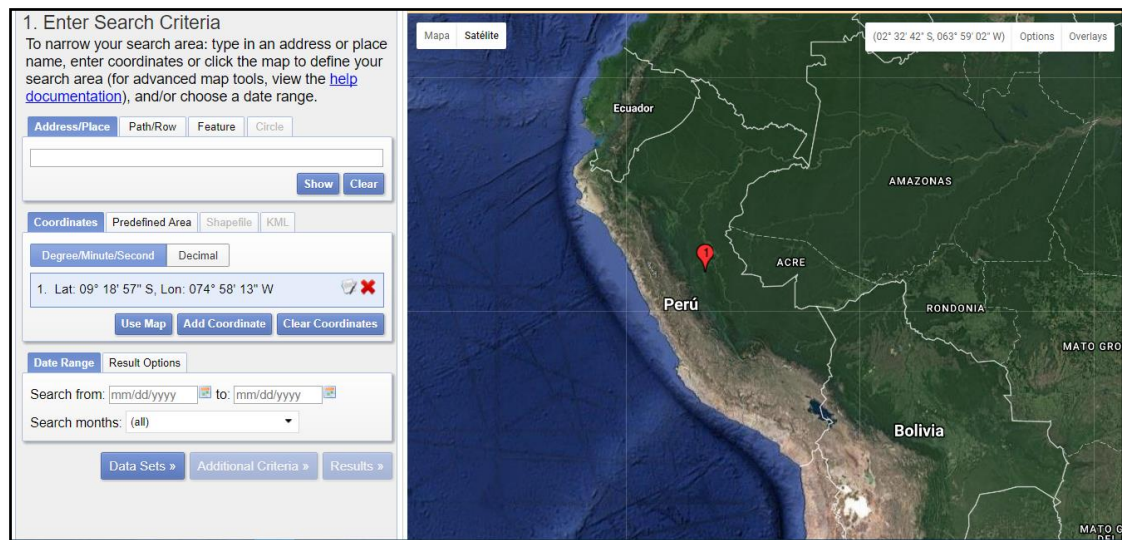 1. Enter Search Criteria
To narrow your search area: type in an address or place
name, enter coordinates or click the map to define your
search area (for advanced map tools, view the help
documentation), and/or choose a date range.
Address/Place Path/Row Feature Circle
Show Clear
Coordinates Predefined Area Shapefile KML
Degree/Minute/Second Decimal
1. Lat: 09° 18' 57" S, Lon: 074° 58' 13" W
Use Map Add Coordinate Clear Coordinates
Date Range Result Options
Search from: mm/dd/yyyy to: mm/dd/yyyy
Search months: (all)
Data Sets » Additional Criteria » Results »
Mapa Satélite
(02° 32' 42" S, 063° 59' 02" W) Options Overlays
Ecuador
AMAZONAS
1
ACRE
Perú
RONDONIA
MATO GRO
Bolivia
MATO G
DEL